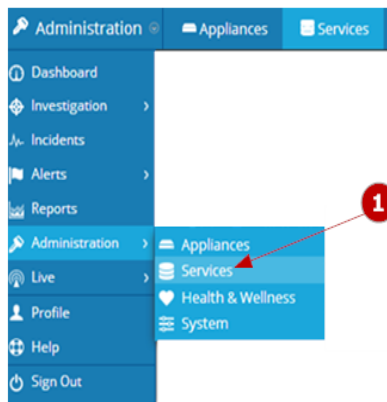 Administration Appliances Services
Dashboard
Investigation
Incidents
Alerts
Reports
Administration
Live
Profile
Help
Sign Out
Appliances
Services
Health & Wellness
System
1